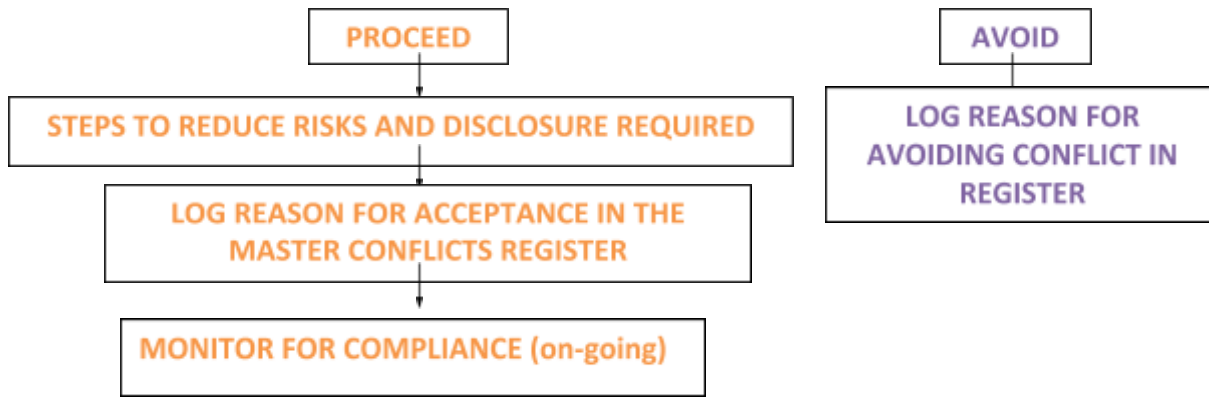 PROCEED
STEPS TO REDUCE RISKS AND DISCLOSURE REQUIRED
LOG REASON FOR ACCEPTANCE IN THE
MASTER CONFLICTS REGISTER
MONITOR FOR COMPLIANCE (on-going)
AVOID
LOG REASON FOR
AVOIDING CONFLICT IN
REGISTER